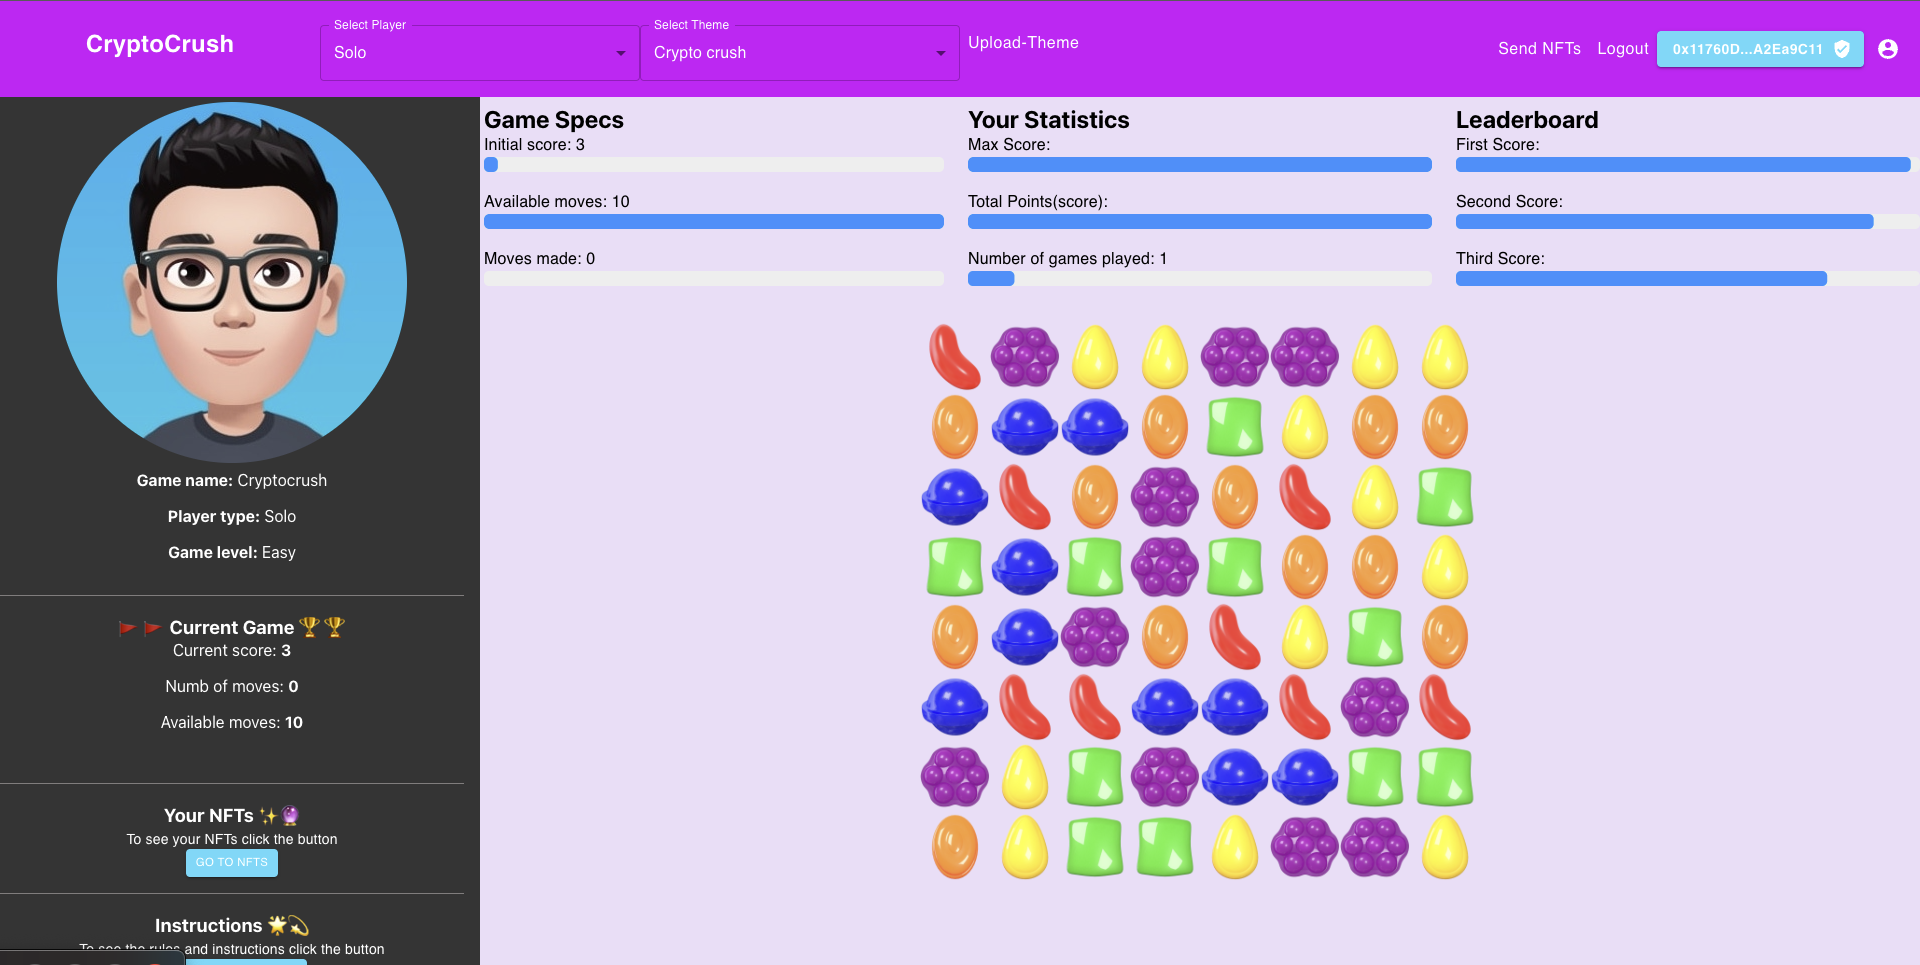 CryptoCrush
Select Player
Solo
Select Theme
Crypto crush
Upload-Theme
Send NFTs
Logout
0x11760D...A2Ea9C11
Game name: Cryptocrush
Player type: Solo
Game level: Easy
Current Game
Current score: 3
Numb of moves: 0
Available moves: 10
Your NFTs
To see your NFTs click the button
GO TO NFTS
Instructions
To see the rules and instructions click the button
Game Specs
Initial score: 3
Available moves: 10
Moves made: 0
Your Statistics
Max Score:
Total Points(score):
Number of games played: 1
Leaderboard
First Score:
Second Score:
Third Score: